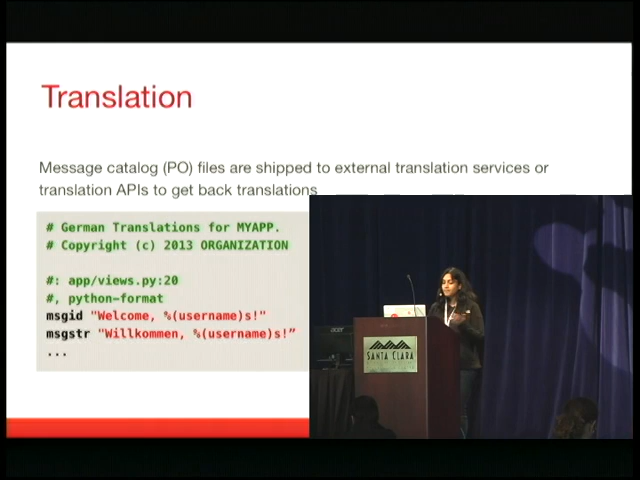 Translation
Message catalog (PO) files are shipped to external translation services or
translation APIs to get back translations
# German Translations for MYAPP.
# Copyright (c) 2013 ORGANIZATION
#: app/views.py:20
#, python-format
msgid "Welcome, %(username)s!"
msgstr "Willkommen, %(username)s!”
...
acer
SANTA CLARA